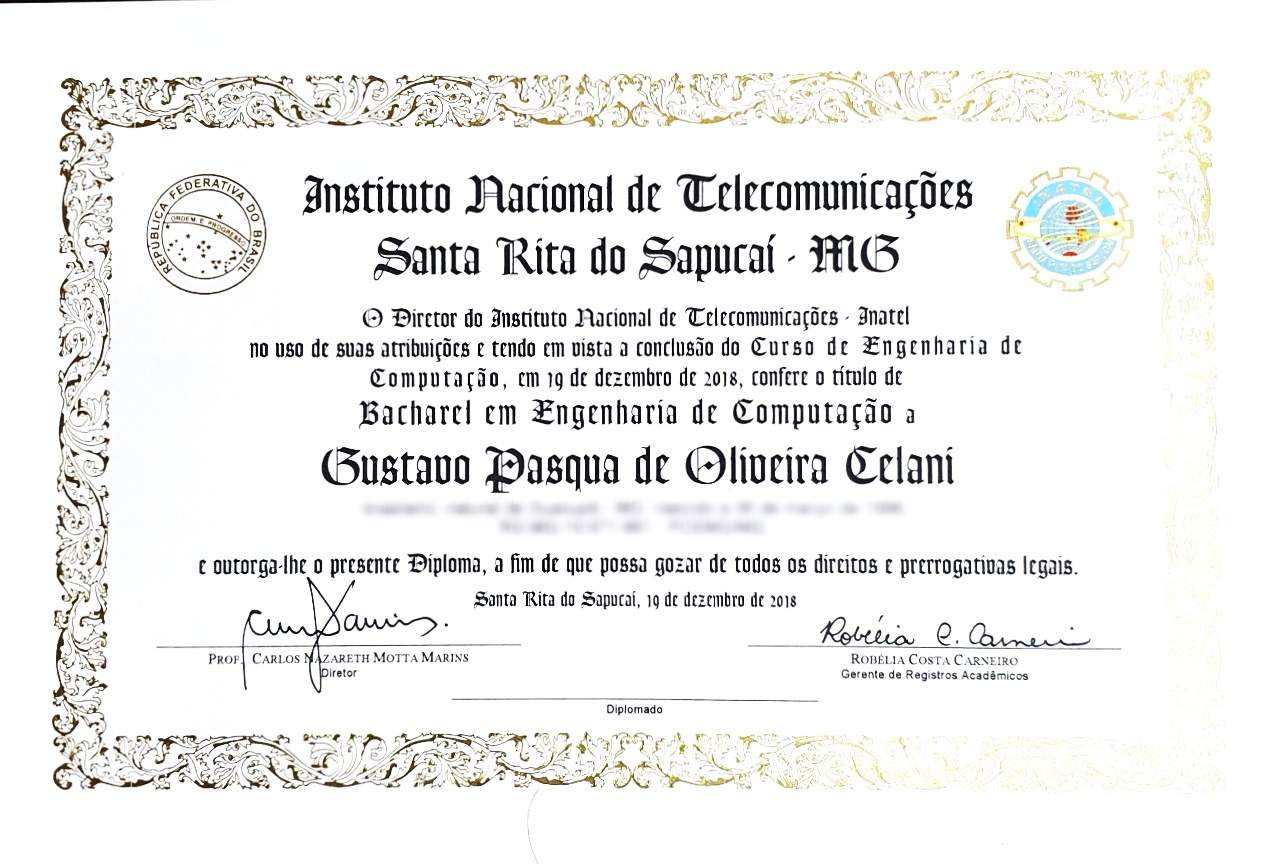 Instituto Nacional de Telecomunicações
Santa Rita do Sapucaí - MG
REPÚBLICA FEDERATIVA DO BRASIL
ORDEM E PROGRESSO
INATEL
O Diretor do Instituto Nacional de Telecomunicações - Inatel
no uso de suas atribuições e tendo em vista a conclusão do Curso de Engenharia de
Computação, em 19 de dezembro de 2018, confere o título de
Bacharel em Engenharia de Computação a
Gustavo Pasqua de Oliveira Celani
e outorga-lhe o presente Diploma, a fim de que possa gozar de todos os direitos e prerrogativas legais.
Santa Rita do Sapucaí, 19 de dezembro de 2018
Robélia C. Carneiro
PROF. CARLOS NAZARETH MOTTA MARINS
Diretor
ROBÉLIA COSTA CARNEIRO
Gerente de Registros Acadêmicos
Diplomado